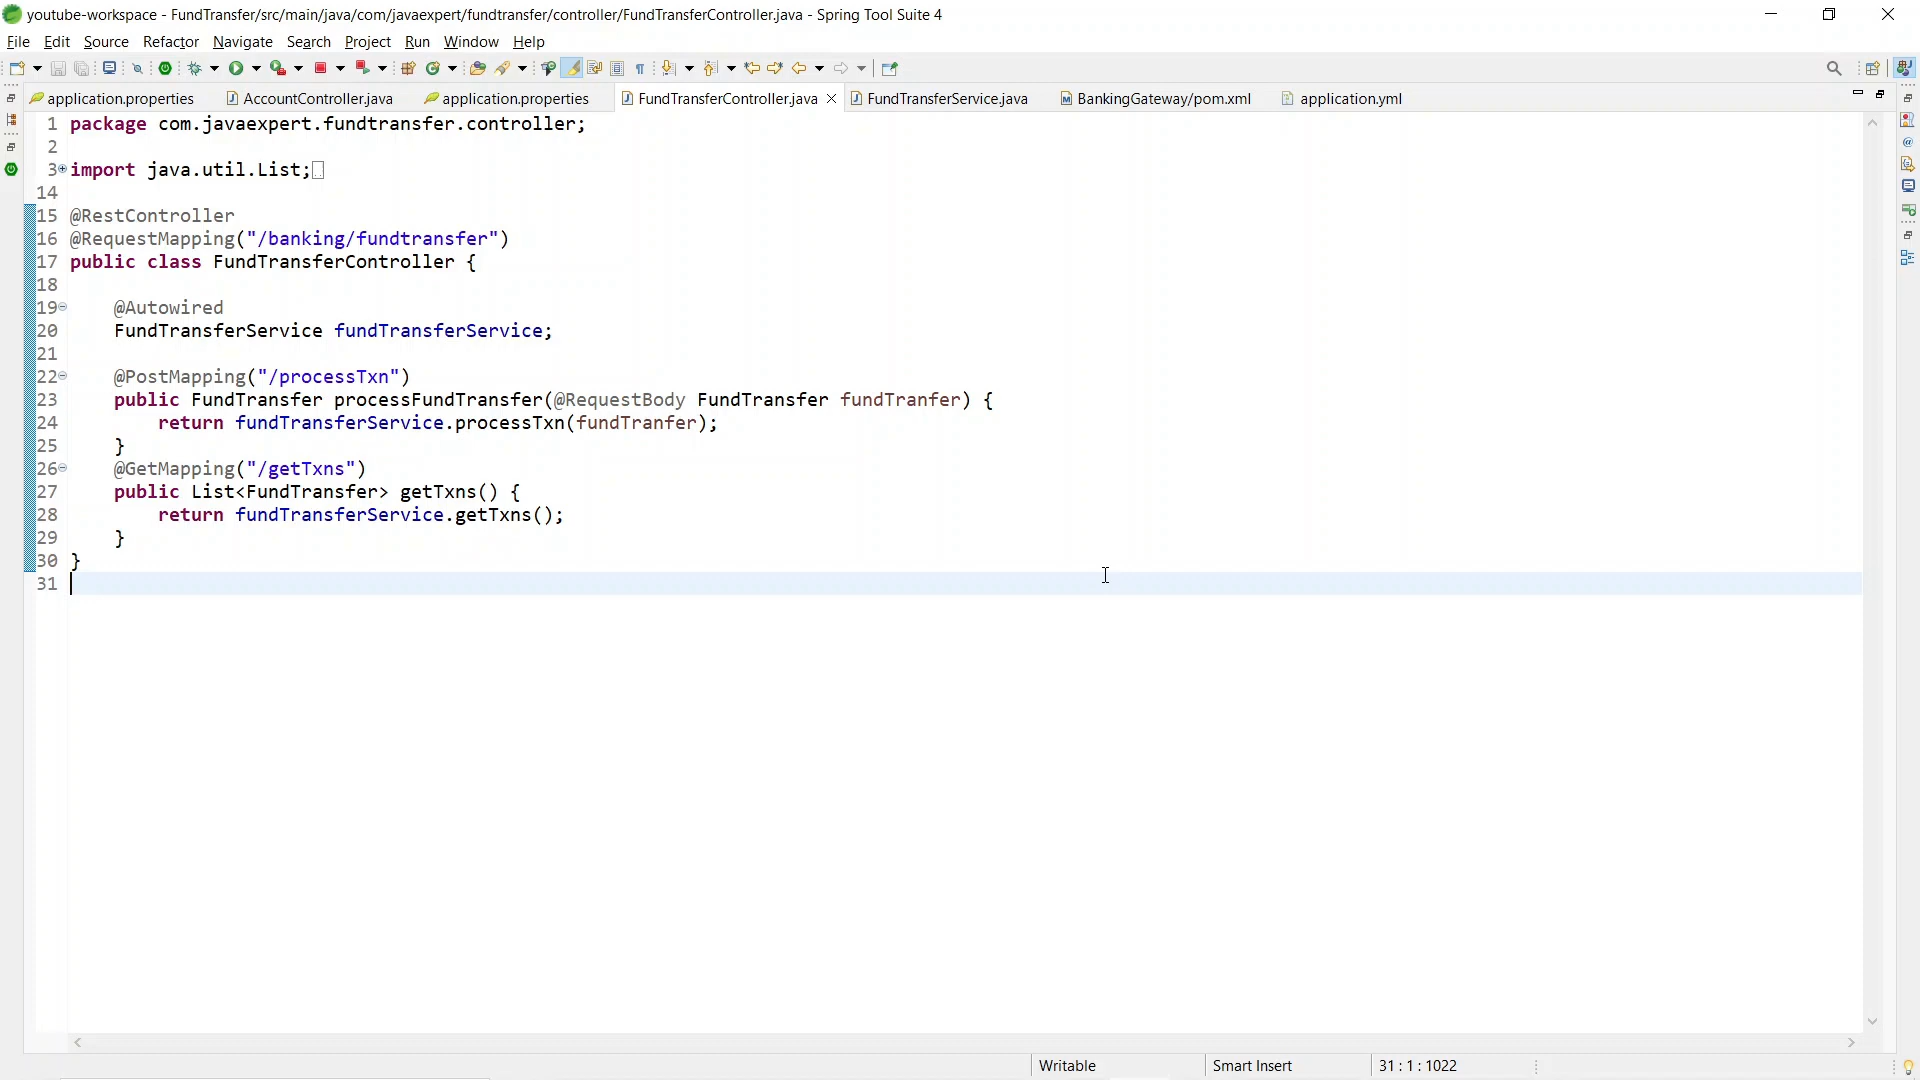 youtube-workspace - FundTransfer/src/main/java/com/javaexpert/fundtransfer/controller/FundTransferController.java - Spring Tool Suite 4
File Edit Source Refactor Navigate Search Project Run Window Help
application.properties AccountController.java application.properties FundTransferController.java FundTransferService.java BankingGateway/pom.xml application.yml
1 package com.javaexpert.fundtransfer.controller;
2
3 import java.util.List;
14
15 @RestController
16 @RequestMapping("/banking/fundtransfer")
17 public class FundTransferController {
18
19 @Autowired
20 FundTransferService fundTransferService;
21
22 @PostMapping("/processTxn")
23 public FundTransfer processFundTransfer(@RequestBody FundTransfer fundTranfer) {
24 return fundTransferService.processTxn(fundTranfer);
25 }
26 @GetMapping("/getTxns")
27 public List<FundTransfer> getTxns() {
28 return fundTransferService.getTxns();
29 }
30 }
31
Writable Smart Insert 31 : 1 : 1022